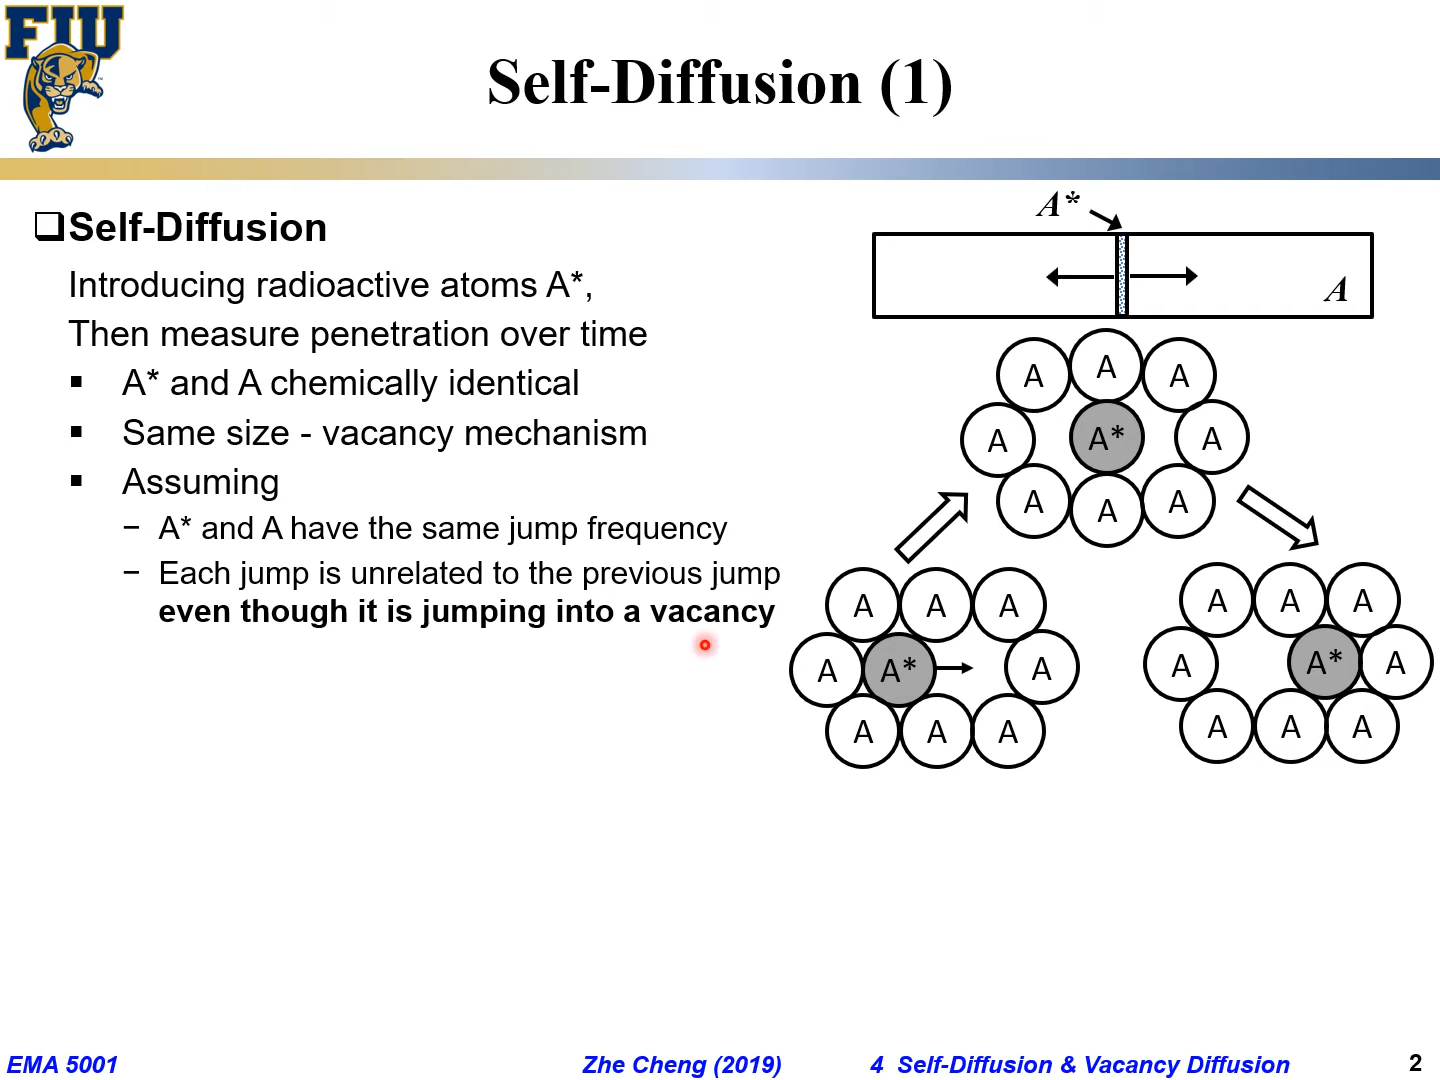 FIU
Self-Diffusion (1)
Self-Diffusion
Introducing radioactive atoms A*,
Then measure penetration over time
A* and A chemically identical
Same size - vacancy mechanism
Assuming
− A* and A have the same jump frequency
− Each jump is unrelated to the previous jump
even though it is jumping into a vacancy
A*
A
A A A
A A* A
A A A
A A A
A A* A
A A A
A A A
A A* A
A A A
EMA 5001 Zhe Cheng (2019) 4 Self-Diffusion & Vacancy Diffusion 2